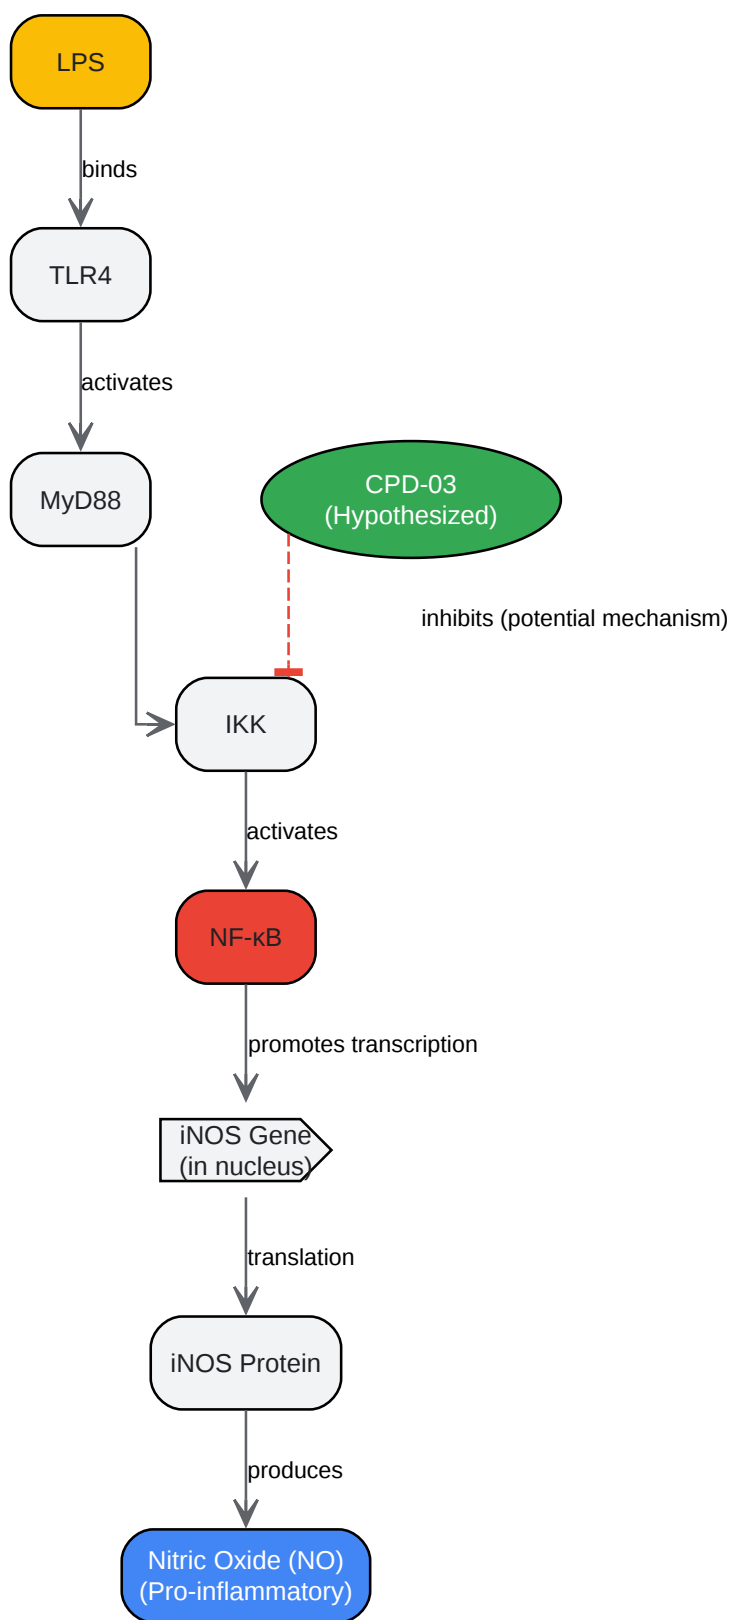 LPS
binds
TLR4
activates
MyD88
CPD-03
(Hypothesized)
inhibits (potential mechanism)
IKK
activates
NF-κB
promotes transcription
iNOS Gene
(in nucleus)
translation
iNOS Protein
produces
Nitric Oxide (NO)
(Pro-inflammatory)